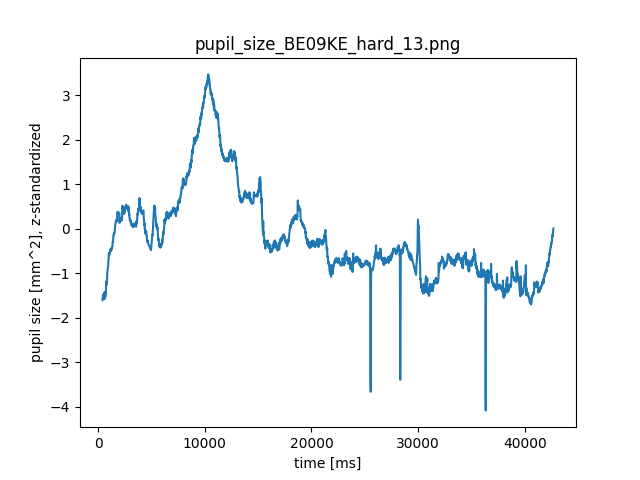 pupil_size_BE09KE_hard_13.png
pupil size [mm^2], z-standardized
3
2
1
0
−1
−2
−3
−4
0 10000 20000 30000 40000
time [ms]